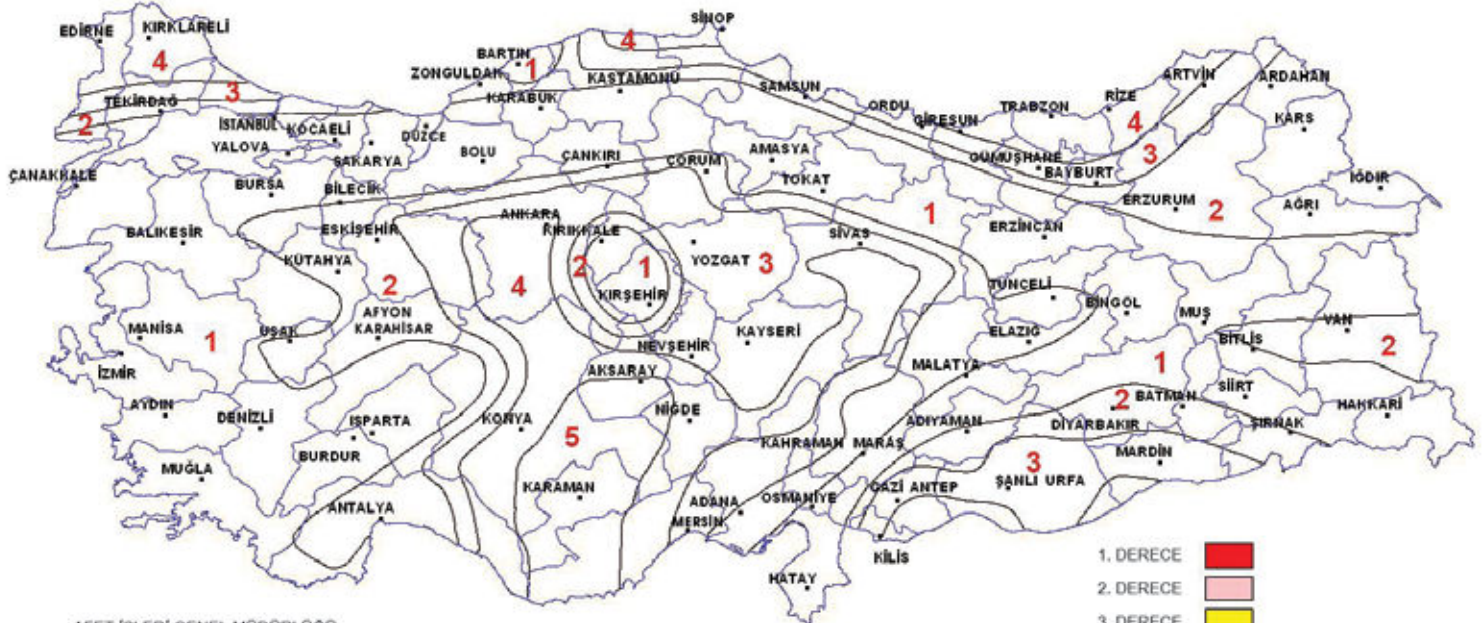 SİNOP
EDİRNE KIRKLARELİ
4
4
BARTIN
1
ZONGULDAK
KASTAMONU
ARTVİN
ARDAHAN
3
SAMSUN
TEKİRDAĞ
KARABÜK
ORDU
TRABZON
RİZE
2
İSTANBUL
KOCAELİ
GİRESUN
4
KARS
DÜZCE
YALOVA
BOLU
AMASYA
3
SAKARYA
ÇANKIRI
ÇORUM
GÜMÜŞHANE
BAYBURT
ÇANAKKALE
TOKAT
IĞDIR
BURSA
BİLECİK
ERZURUM
2
AĞRI
ANKARA
1
BALIKESİR
ESKİŞEHİR
KIRIKKALE
SİVAS
ERZİNCAN
KÜTAHYA
2
1
YOZGAT
3
2
4
TUNÇELİ
KIRŞEHİR
BİNGÖL
AFYON
KARAHİSAR
MUŞ
VAN
MANİSA
1
UŞAK
KAYSERİ
ELAZIĞ
BİTLİS
2
NEVŞEHİR
1
İZMİR
AKSARAY
MALATYA
SİİRT
2
BATMAN
AYDIN
DENİZLİ
ISPARTA
KONYA
NİĞDE
ADIYAMAN
DİYARBAKIR
HAKKARİ
ŞIRNAK
5
KAHRAMAN MARAŞ
BURDUR
MARDİN
MUĞLA
3
KARAMAN
GAZİ ANTEP
ŞANLI URFA
ANTALYA
ADANA
OSMANİYE
MERSİN
KİLİS
HATAY
1. DERECE
2. DERECE
3. DERECE
AFET İŞLERİ GENEL MÜDÜRLÜĞÜ